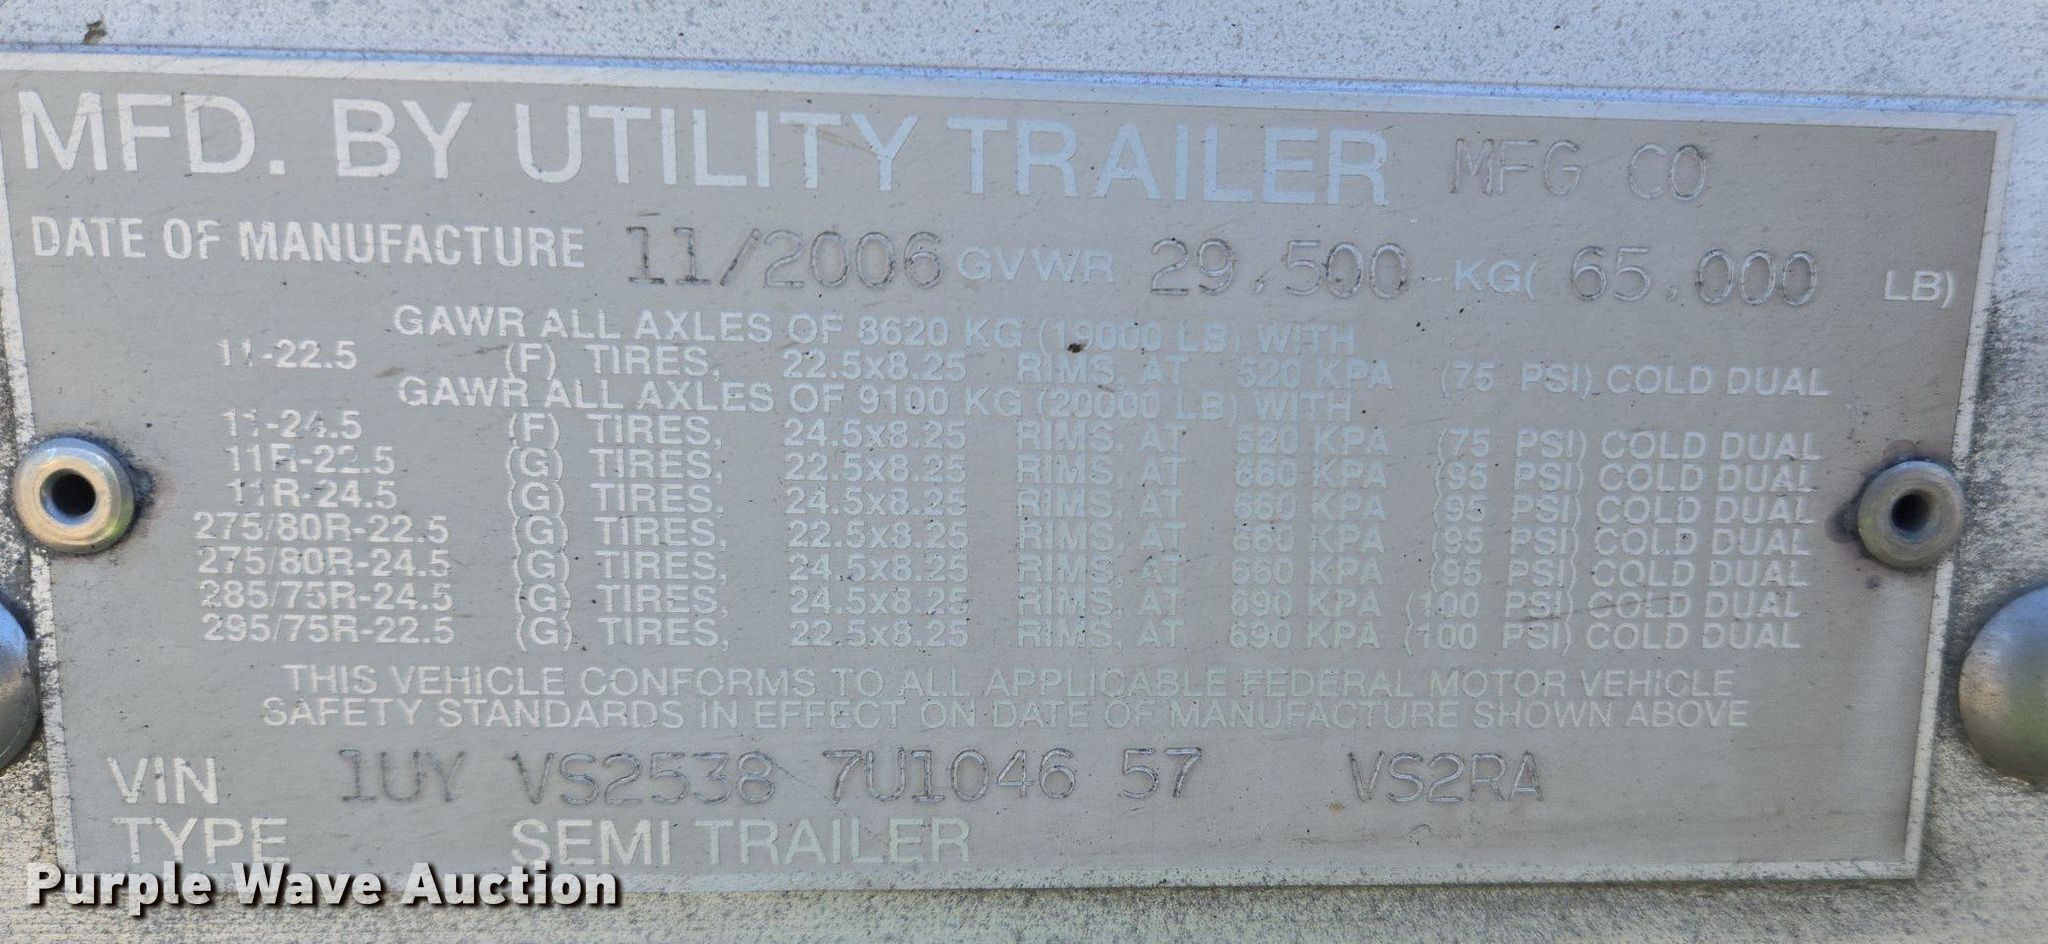 MFD. BY UTILITY TRAILER MFG CO
DATE OF MANUFACTURE 11/2006 GVWR 29,500 KG( 65,000 LB)
GAWR ALL AXLES OF 8620 KG (19000 LB) WITH
11-22.5 (F) TIRES, 22.5x8.25 RIMS, AT 520 KPA (75 PSI) COLD DUAL
GAWR ALL AXLES OF 9100 KG (20000 LB) WITH
11-24.5 (F) TIRES, 24.5x8.25 RIMS, AT 520 KPA (75 PSI) COLD DUAL
11R-22.5 (G) TIRES, 22.5x8.25 RIMS, AT 660 KPA (95 PSI) COLD DUAL
11R-24.5 (G) TIRES, 24.5x8.25 RIMS, AT 660 KPA (95 PSI) COLD DUAL
275/80R-22.5 (G) TIRES, 22.5x8.25 RIMS, AT 660 KPA (95 PSI) COLD DUAL
275/80R-24.5 (G) TIRES, 24.5x8.25 RIMS, AT 660 KPA (95 PSI) COLD DUAL
285/75R-24.5 (G) TIRES, 24.5x8.25 RIMS, AT 690 KPA (100 PSI) COLD DUAL
295/75R-22.5 (G) TIRES, 22.5x8.25 RIMS, AT 690 KPA (100 PSI) COLD DUAL
THIS VEHICLE CONFORMS TO ALL APPLICABLE FEDERAL MOTOR VEHICLE
SAFETY STANDARDS IN EFFECT ON DATE OF MANUFACTURE SHOWN ABOVE
VIN 1UY VS2538 7U1046 57 VS2RA
TYPE SEMI TRAILER
Purple Wave Auction